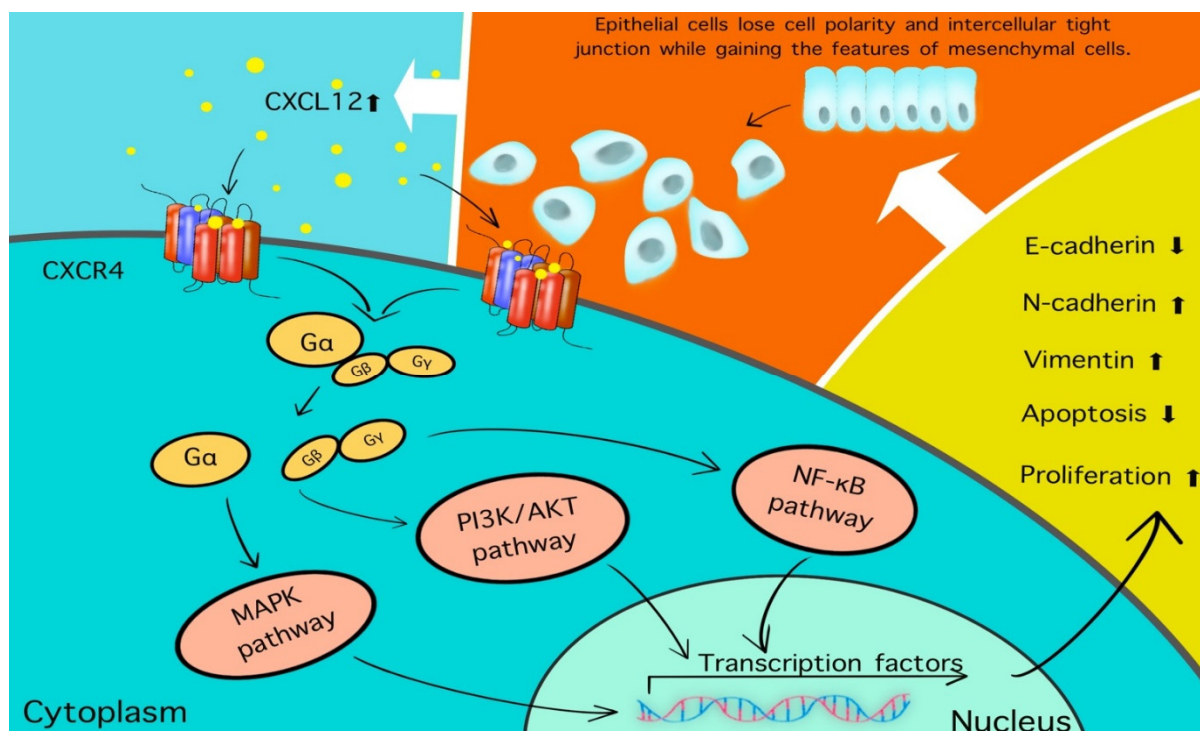 Epithelial cells lose cell polarity and intercellular tight
junction while gaining the features of mesenchymal cells.
CXCL12⬆
CXCR4
E-cadherin ⬇
N-cadherin ⬆
Vimentin ⬆
Apoptosis ⬇
Proliferation ⬆
Gα
Gβ
Gγ
Gα
Gβ
Gγ
NF-κB
pathway
PI3K/AKT
pathway
MAPK
pathway
Transcription factors
Cytoplasm
Nucleus